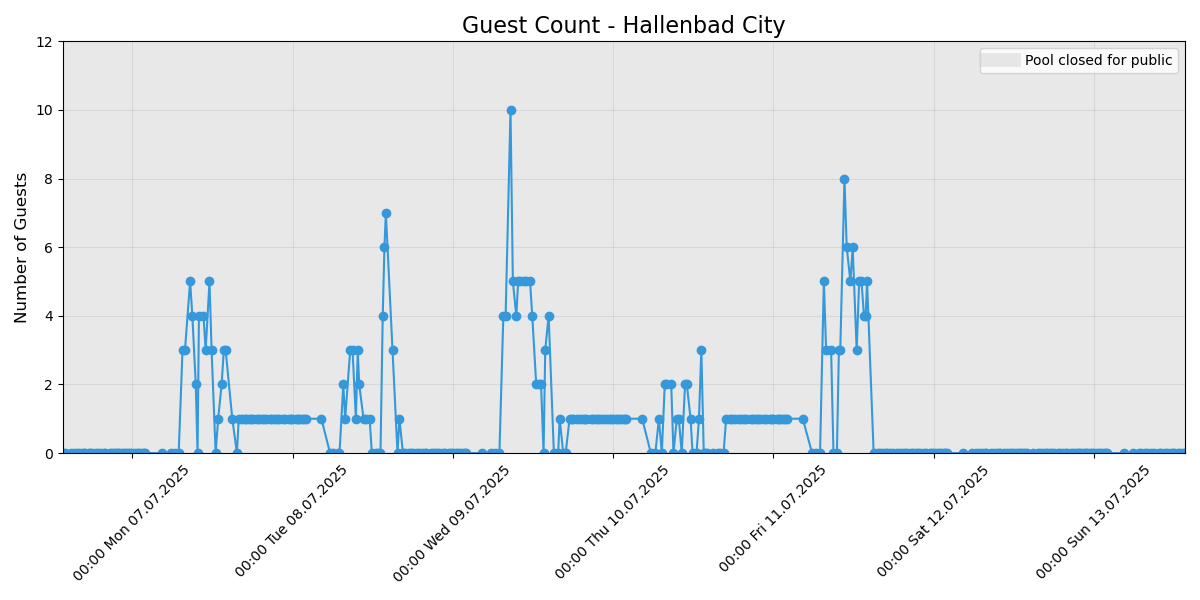 Guest Count - Hallenbad City
Pool closed for public
Number of Guests
12
10
8
6
4
2
0
00:00 Mon 07.07.2025
00:00 Tue 08.07.2025
00:00 Wed 09.07.2025
00:00 Thu 10.07.2025
00:00 Fri 11.07.2025
00:00 Sat 12.07.2025
00:00 Sun 13.07.2025